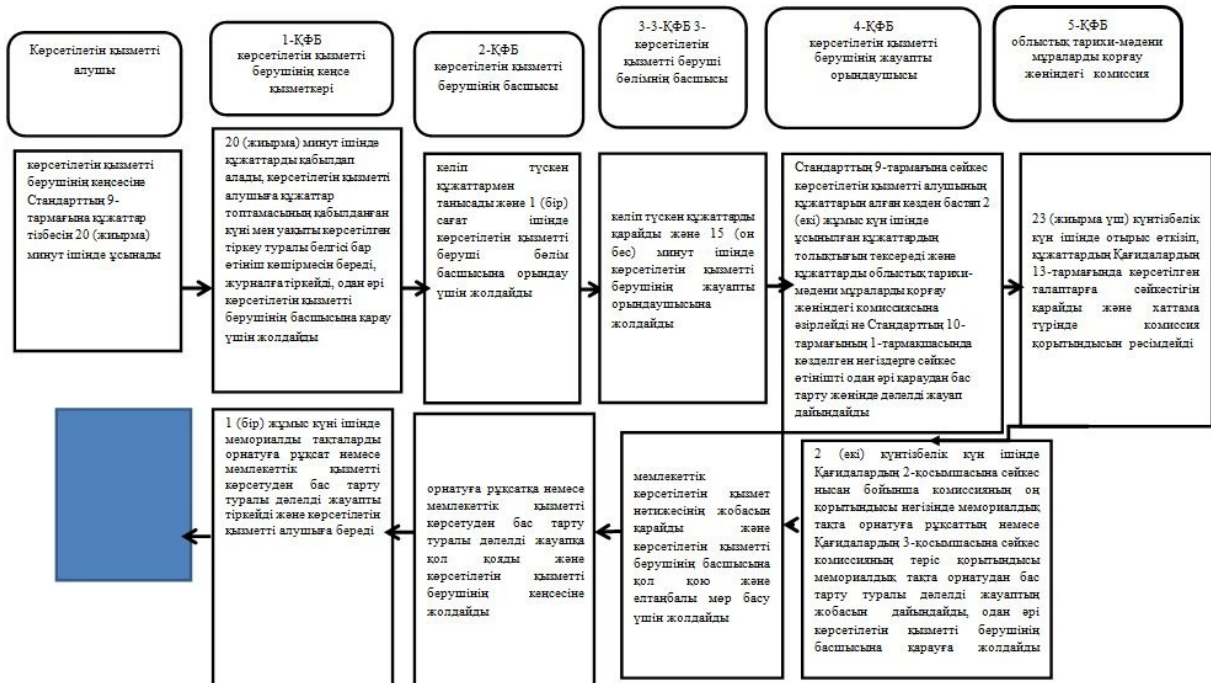 Көрсетілетін қызметті
алушы
1-ҚФБ
көрсетілетін қызметті
берушінің кеңсе
қызметкері
2-ҚФБ
көрсетілетін қызметті
берушінің басшысы
3-3-ҚФБ 3-
көрсетілетін
қызметті беруші
бөлімнің басшысы
4-ҚФБ
көрсетілетін қызметті
берушінің жауапты
орындаушысы
5-ҚФБ
облыстық тарихи-мәдени
мұраларды қорғау
жөніндегі комиссия
көрсетілетін қызметті
берушінің кеңсесіне
Стандарттың 9-
тармағына құжаттар
тізбесін 20 (жиырма)
минут ішінде ұсынады
20 (жиырма) минут ішінде
құжаттарды қабылдап
алады, көрсетілетін қызметті
алушыға құжаттар
топтамасының қабылданған
күні мен уақыты көрсетілген
тіркеу туралы белгісі бар
өтініш көшірмесін береді,
журналға тіркейді, одан әрі
көрсетілетін қызметті
берушінің басшысына қарау
үшін жолдайды
келіп түскен
құжаттармен
танысады және 1 (бір)
сағат ішінде
көрсетілетін қызметті
беруші бөлім
басшысына орындау
үшін жолдайды
келіп түскен құжаттарды
қарайды және 15 (он
бес) минут ішінде
көрсетілетін қызметті
берушінің жауапты
орындаушысына
жолдайды
Стандарттың 9-тармағына сәйкес
көрсетілетін қызметті алушының
құжаттарын алған кезден бастап 2
(екі) жұмыс күн ішінде
ұсынылған құжаттардың
толықтығын тексереді және
құжаттарды облыстық тарихи-
мәдени мұраларды қорғау
жөніндегі комиссиясына
әзірлейді не Стандарттың 10-
тармағының 1-тармақшасында
көзделген негіздерге сәйкес
өтінішті одан әрі қараудан бас
тарту жөнінде дәлелді жауап
дайындайды
23 (жиырма үш) күнтізбелік
күн ішінде отырыс өткізіп,
құжаттардың Қағидалардың
13-тармағында көрсетілген
талаптарға сәйкестігін
қарайды және хаттама
түрінде комиссия
қорытындысын рәсімдейді
1 (бір) жұмыс күні ішінде
мемориалды тақталарды
орнатуға рұқсат немесе
мемлекеттік қызметті
көрсетуден бас тарту
туралы дәлелді жауапты
тіркейді және көрсетілетін
қызметті алушыға береді
орнатуға рұқсатқа немесе
мемлекеттік қызметті
көрсетуден бас тарту
туралы дәлелді жауапқа
қол қояды және
көрсетілетін қызметті
берушінің кеңсесіне
жолдайды
мемлекеттік
көрсетілетін қызмет
нәтижесінің жобасын
қарайды және
көрсетілетін қызметті
берушінің басшысына
қол қою және
елтаңбалы мөр басу
үшін жолдайды
2 (екі) күнтізбелік күн ішінде
Қағидалардың 2-қосымшасына сәйкес
нысан бойынша комиссияның оң
қорытындысы негізінде мемориалдық
тақта орнатуға рұқсаттың немесе
Қағидалардың 3-қосымшасына сәйкес
комиссияның теріс қорытындысы
мемориалдық тақта орнатудан бас
тарту туралы дәлелді жауаптың
жобасын дайындайды, одан әрі
көрсетілетін қызметті берушінің
басшысына қарауға жолдайды